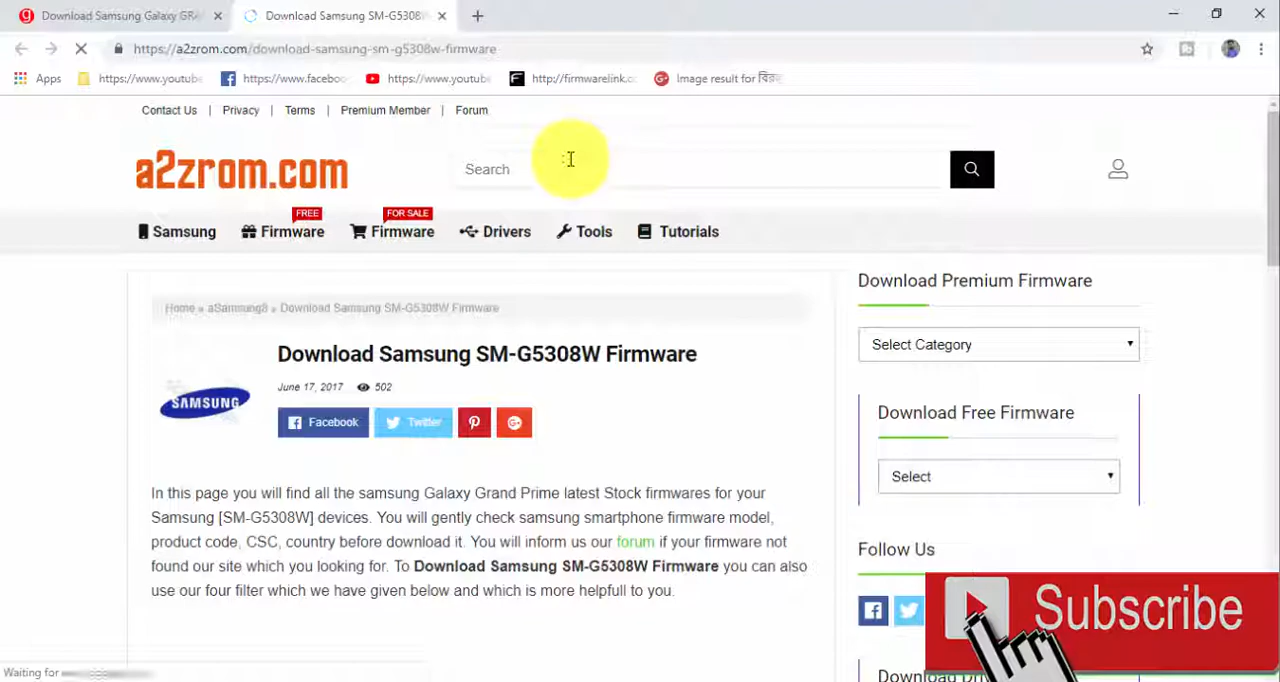 Download Samsung Galaxy GRA
Download Samsung SM-G5308W
https://a2zrom.com/download-samsung-sm-g5308w-firmware
Apps https://www.youtube https://www.faceboo https://www.youtube http://firmwarelink.cc Image result for বিরু
Contact Us | Privacy | Terms | Premium Member | Forum
a2zrom.com
Search
FREE FOR SALE
Samsung Firmware Firmware Drivers Tools Tutorials
Home » aSamsung8 » Download Samsung SM-G5308W Firmware
Download Samsung SM-G5308W Firmware
June 17, 2017 502
SAMSUNG
Facebook Twitter
In this page you will find all the samsung Galaxy Grand Prime latest Stock firmwares for your
Samsung [SM-G5308W] devices. You will gently check samsung smartphone firmware model,
product code, CSC, country before download it. You will inform us our forum if your firmware not
found our site which you looking for. To Download Samsung SM-G5308W Firmware you can also
use our four filter which we have given below and which is more helpfull to you.
Download Premium Firmware
Select Category
Download Free Firmware
Select
Follow Us
Subscribe
Waiting for